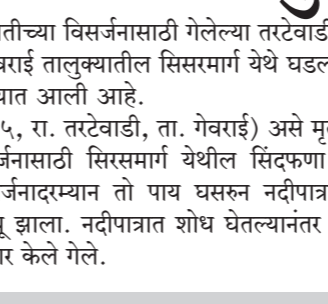 तीच्या विसर्जनासाठी गेलेल्या तरटेवाडी
वराई तालुक्यातील सिसरमार्ग येथे घडल
यात आली आहे.
५, रा. तरटेवाडी, ता. गेवराई) असे मृ
र्जनासाठी सिरसमार्ग येथील सिंदफणा
र्जनादरम्यान तो पाय घसरुन नदीपात्र
यू झाला. नदीपात्रात शोध घेतल्यानंतर
र केले गेले.